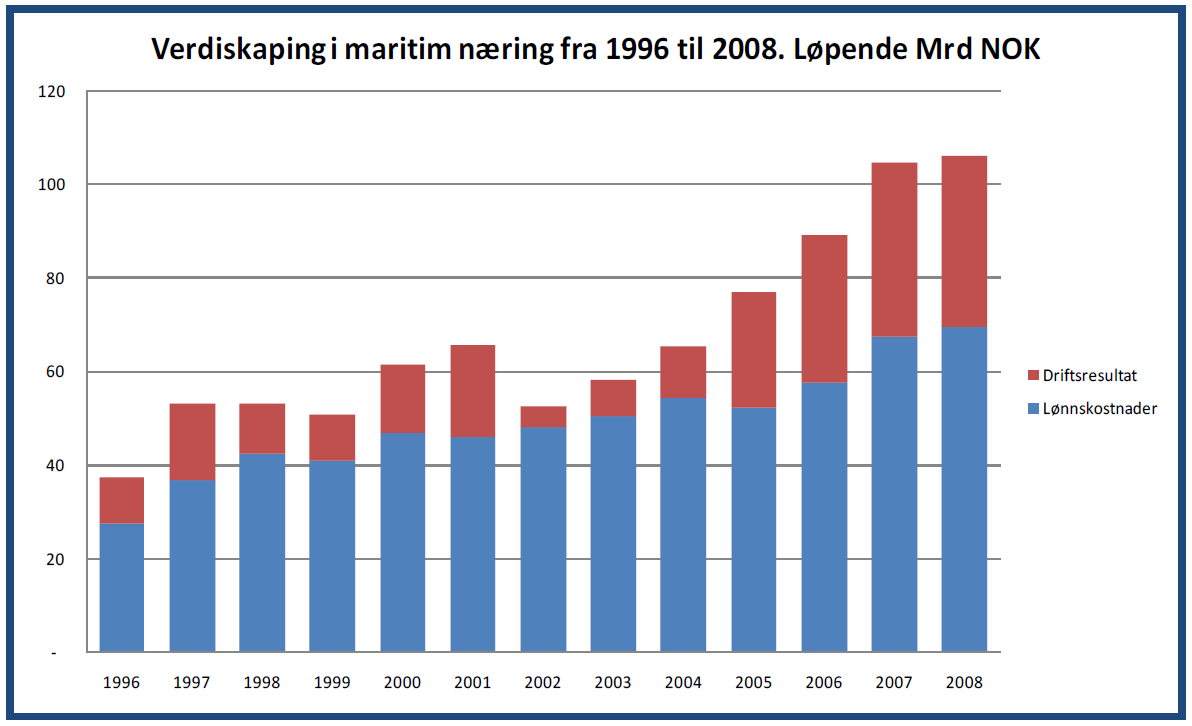 Verdiskaping i maritim næring fra 1996 til 2008. Løpende Mrd NOK
120
100
80
60
40
20
-
1996 1997 1998 1999 2000 2001 2002 2003 2004 2005 2006 2007 2008
Driftsresultat
Lønnskostnader